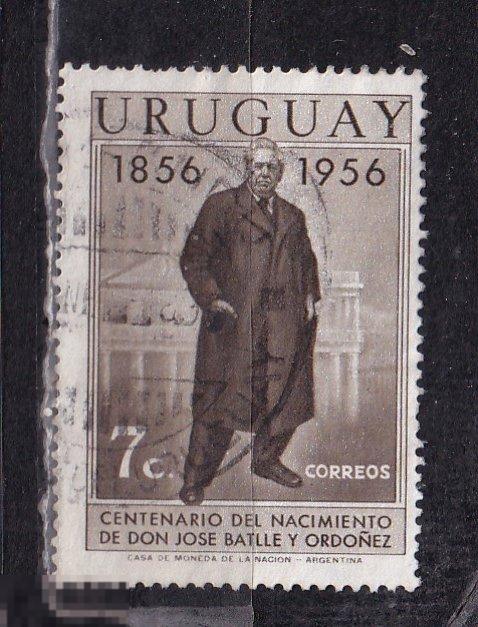 URUGUAY
1856 1956
7c.
CORREOS
CENTENARIO DEL NACIMIENTO
DE DON JOSE BATLLE Y ORDOÑEZ
CASA DE MONEDA DE LA NACION - ARGENTINA